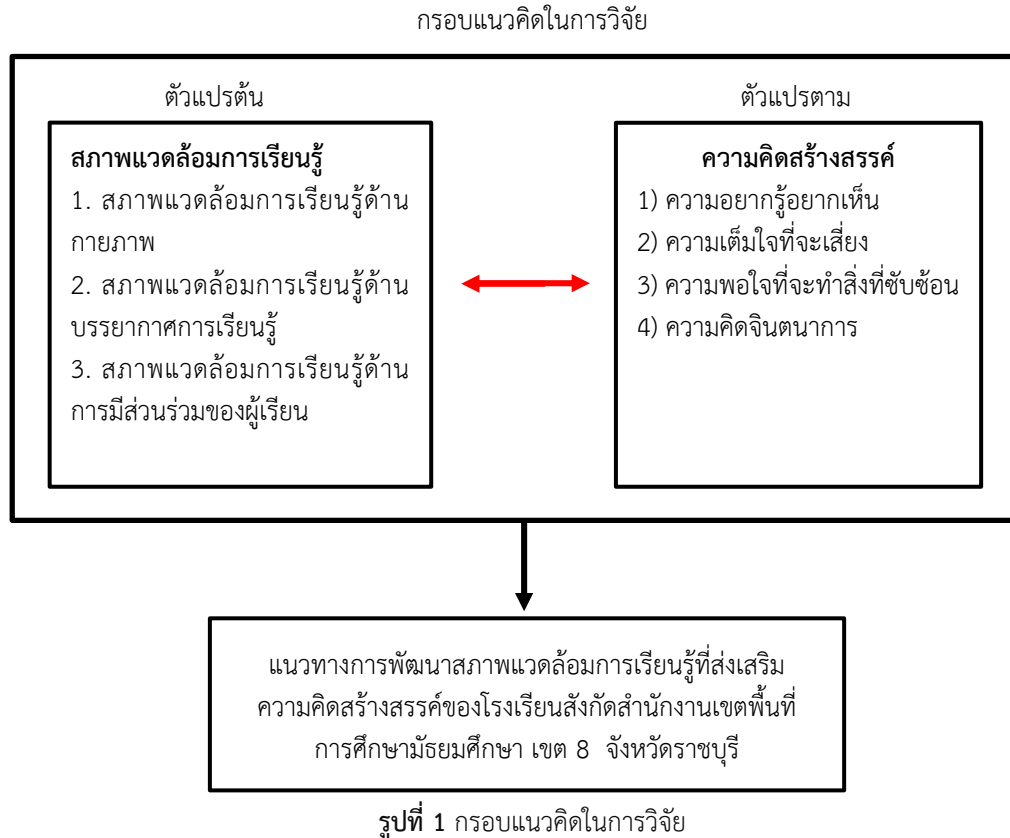 กรอบแนวคิดในการวิจัย
ตัวแปรต้น
สภาพแวดล้อมการเรียนรู้
1. สภาพแวดล้อมการเรียนรู้ด้าน
กายภาพ
2. สภาพแวดล้อมการเรียนรู้ด้าน
บรรยากาศการเรียนรู้
3. สภาพแวดล้อมการเรียนรู้ด้าน
การมีส่วนร่วมของผู้เรียน
ตัวแปรตาม
ความคิดสร้างสรรค์
1) ความอยากรู้อยากเห็น
2) ความเต็มใจที่จะเสี่ยง
3) ความพอใจที่จะทำสิ่งที่ซับซ้อน
4) ความคิดจินตนาการ
แนวทางการพัฒนาสภาพแวดล้อมการเรียนรู้ที่ส่งเสริม
ความคิดสร้างสรรค์ของโรงเรียนสังกัดสำนักงานเขตพื้นที่
การศึกษามัธยมศึกษา เขต 8 จังหวัดราชบุรี
รูปที่ 1 กรอบแนวคิดในการวิจัย